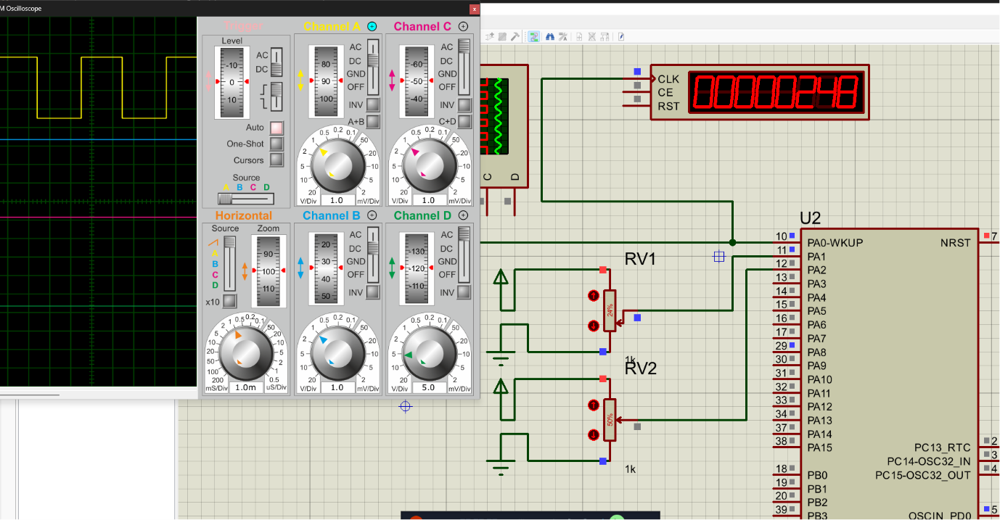 M Oscilloscope
x
Trigger
Level
-10
0
10
AC
DC
Auto
One-Shot
Cursors
Source
A B C D
Channel A
80
90
100
AC
DC
GND
OFF
INV
A+B
20 10 5 2 1 0.5 0.2 0.1 50 20 10 5 2
V/Div 1.0 mV/Div
Channel C
-60
-50
-40
AC
DC
GND
OFF
INV
C+D
20 10 5 2 1 0.5 0.2 0.1 50 20 10 5 2
V/Div 1.0 mV/Div
Horizontal
Source
A
B
C
D
x10
Zoom
90
100
110
200 100 50 20 10 5 2 1 0.5 0.2 0.1 50 20 10 5 2 1 0.5
mS/Div 1.0m uS/Div
Channel B
20
30
40
50
AC
DC
GND
OFF
INV
20 10 5 2 1 0.5 0.2 0.1 50 20 10 5 2
V/Div 1.0 mV/Div
Channel D
-130
-120
-110
AC
DC
GND
OFF
INV
20 10 5 2 1 0.5 0.2 0.1 50 20 10 5 2
V/Div 5.0 mV/Div
C D
CLK
CE
RST
00000248
RV1
24%
1k
RV2
50%
1k
U2
10 PA0-WKUP NRST 7
11 PA1
12 PA2
13 PA3
14 PA4
15 PA5
16 PA6
17 PA7
29 PA8
30 PA9
31 PA10
32 PA11
33 PA12
34 PA13
37 PA14
38 PA15
PC13_RTC 2
PC14-OSC32_IN 3
PC15-OSC32_OUT 4
18 PB0
19 PB1
20 PB2
39 PB3
OSCIN_PD0 5